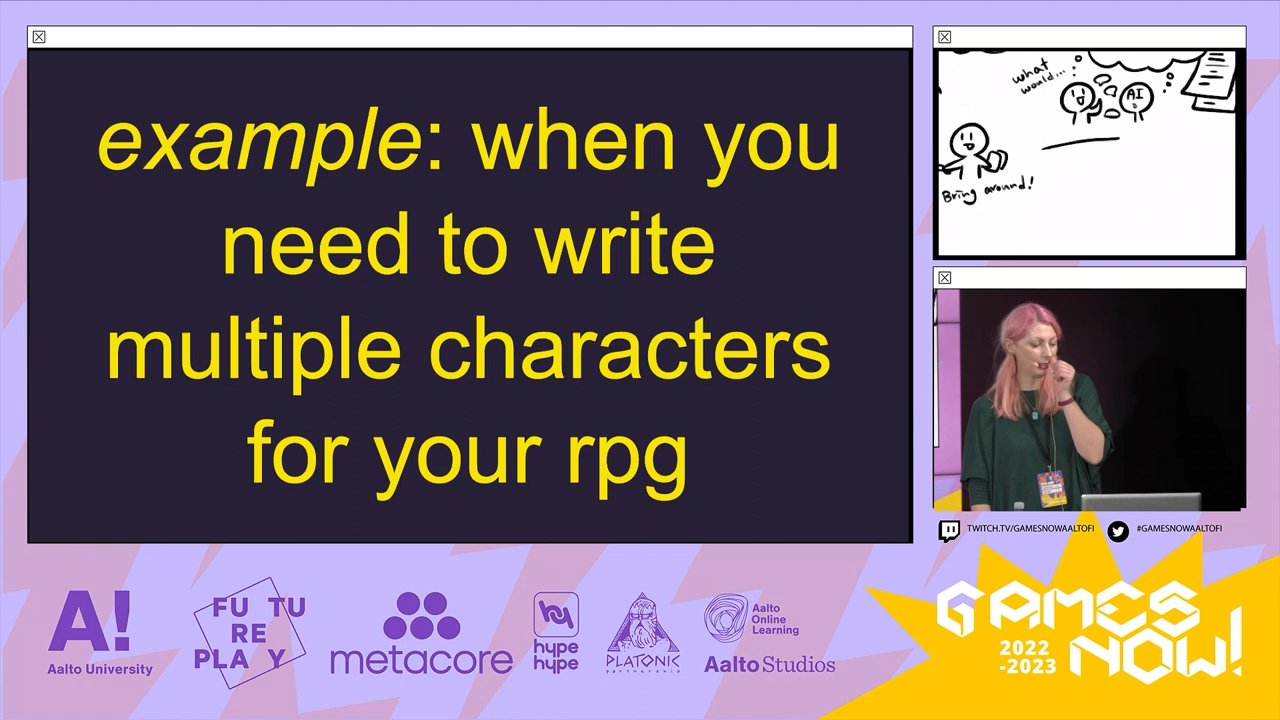 example: when you
need to write
multiple characters
for your rpg
what
would...
AI
Bring around!
TWITCH.TV/GAMESNOWAALTOFI
#GAMESNOWAALTOFI
A!
Aalto University
FU TU
RE
PLA Y
metacore
hype
hype
PLATONIC
partnership
Aalto
Online
Learning
Aalto Studios
GAMES
NOW!
2022
-2023